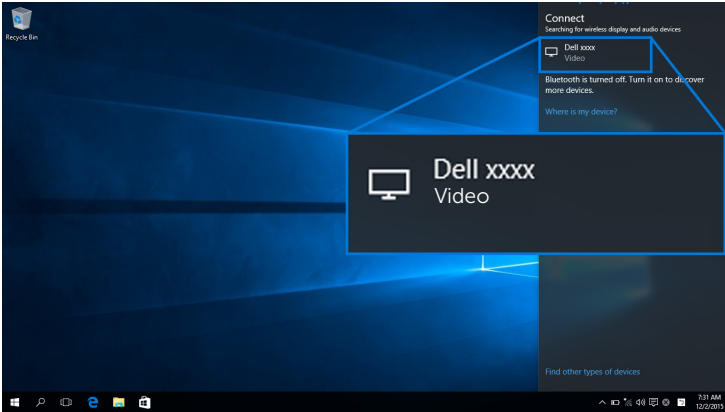 Recycle Bin
Connect
Searching for wireless display and audio devices
Dell xxxx
Video
Bluetooth is turned off. Turn it on to discover
more devices.
Where is my device?
Dell xxxx
Video
Find other types of devices
7:31 AM
12/2/2015